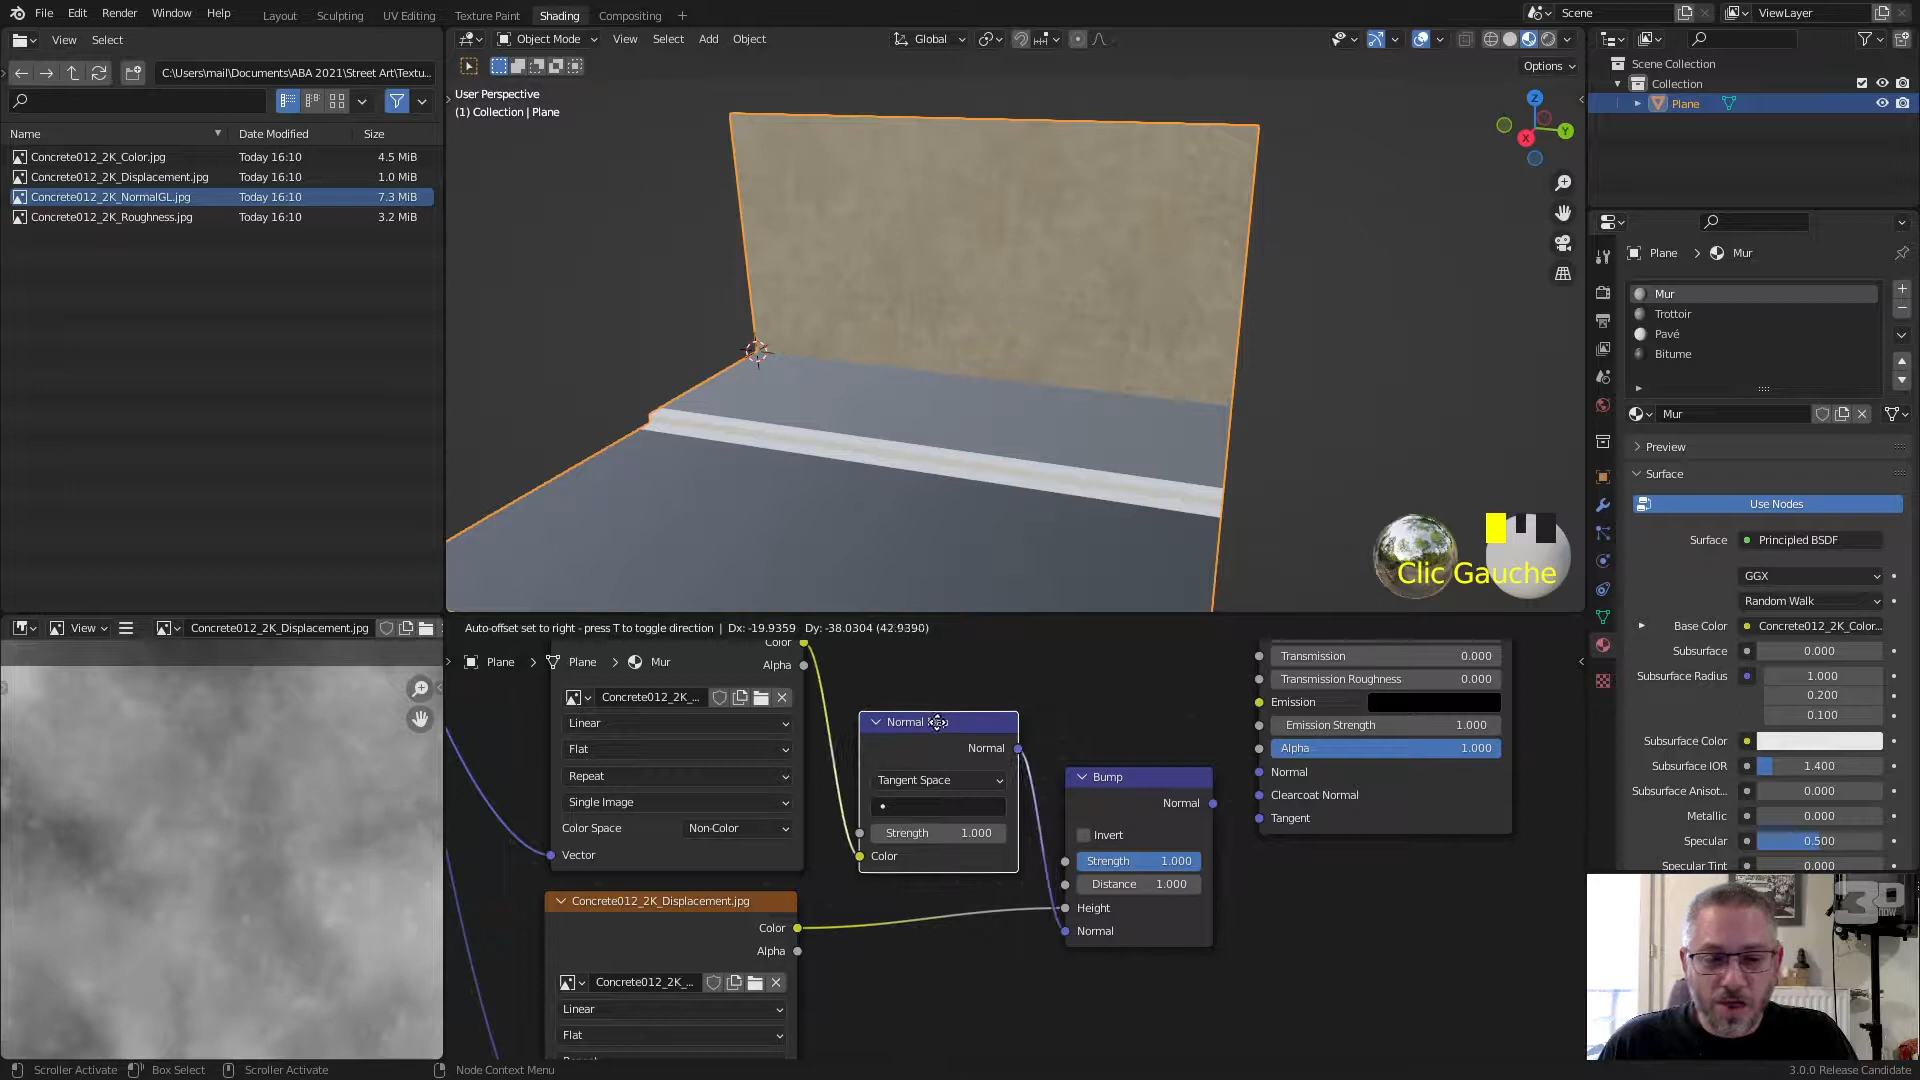 File Edit Render Window Help Layout Sculpting UV Editing Texture Paint Shading Compositing + Scene ViewLayer
View Select
Object Mode View Select Add Object Global
C:\Users\mail\Documents\ABA 2021\Street Art\Textu...
Options
Name Date Modified Size
Concrete012_2K_Color.jpg Today 16:10 4.5 MiB
Concrete012_2K_Displacement.jpg Today 16:10 1.0 MiB
Concrete012_2K_NormalGL.jpg Today 16:10 7.3 MiB
Concrete012_2K_Roughness.jpg Today 16:10 3.2 MiB
User Perspective
(1) Collection | Plane
Z
Y
X
Clic Gauche
Scene Collection
Collection
Plane
Plane > Mur
Mur
Trottoir
Pavé
Bitume
Mur
Preview
Surface
Use Nodes
Surface Principled BSDF
GGX
Random Walk
Base Color Concrete012_2K_Color...
Subsurface 0.000
Subsurface Radius 1.000
0.200
0.100
Subsurface Color
Subsurface IOR 1.400
Subsurface Anisot... 0.000
Metallic 0.000
Specular 0.500
Specular Tint 0.000
View Concrete012_2K_Displacement.jpg
Auto-offset set to right - press T to toggle direction | Dx: -19.9359 Dy: -38.0304 (42.9390)
Plane > Plane > Mur
Color
Alpha
Concrete012_2K_...
Linear
Flat
Repeat
Single Image
Color Space Non-Color
Vector
Concrete012_2K_Displacement.jpg
Color
Alpha
Concrete012_2K_...
Linear
Flat
Normal
Normal
Tangent Space
Strength 1.000
Color
Bump
Normal
Invert
Strength 1.000
Distance 1.000
Height
Normal
Transmission 0.000
Transmission Roughness 0.000
Emission
Emission Strength 1.000
Alpha 1.000
Normal
Clearcoat Normal
Tangent
3D
now
Scroller Activate Box Select Scroller Activate Node Context Menu 3.0.0 Release Candidate